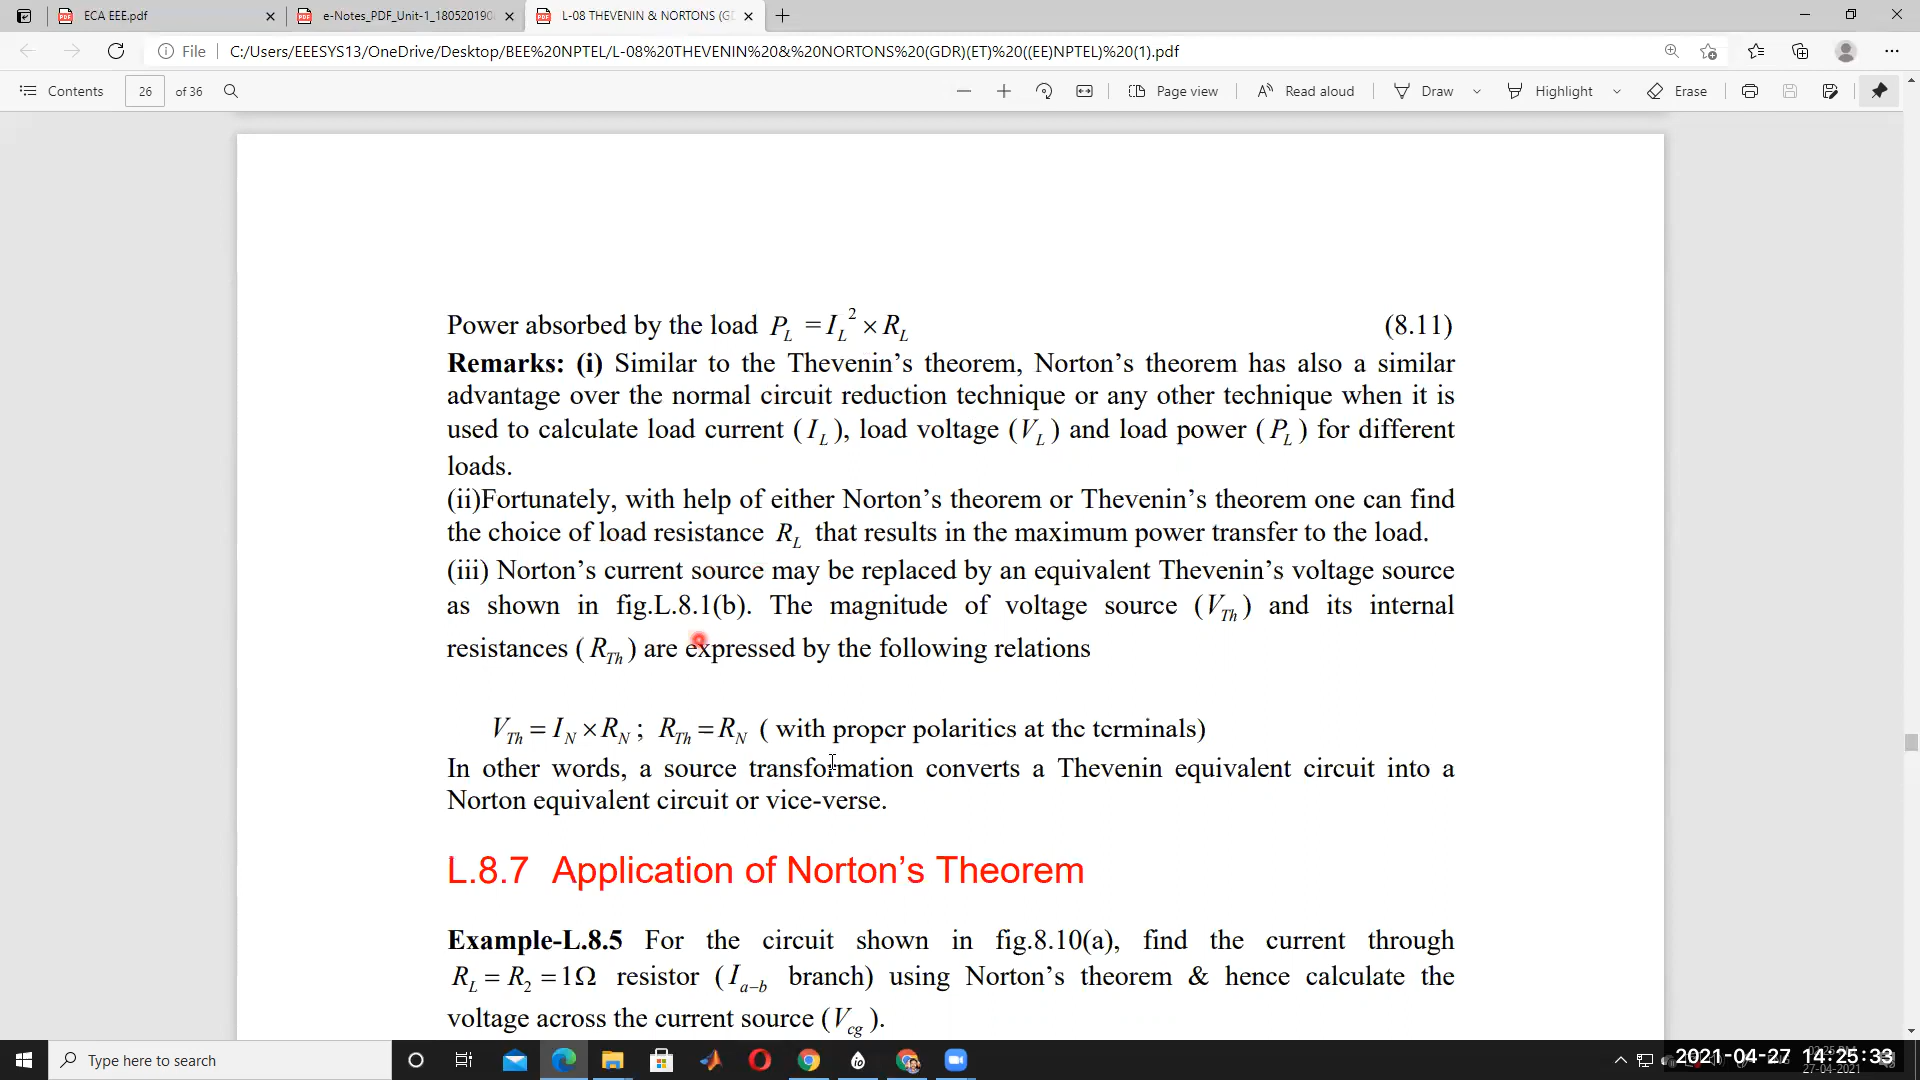 ECA EEE.pdf
e-Notes_PDF_Unit-1_18052019
L-08 THEVENIN & NORTONS (G
File
C:/Users/EEESYS13/OneDrive/Desktop/BEE%20NPTEL/L-08%20THEVENIN%20&%20NORTONS%20(GDR)(ET)%20((EE)NPTEL)%20(1).pdf
Contents
26
of 36
Page view
Read aloud
Draw
Highlight
Erase
Power absorbed by the load P_L = I_L² × R_L (8.11)
Remarks: (i) Similar to the Thevenin’s theorem, Norton’s theorem has also a similar
advantage over the normal circuit reduction technique or any other technique when it is
used to calculate load current ( I_L ), load voltage ( V_L ) and load power ( P_L ) for different
loads.
(ii)Fortunately, with help of either Norton’s theorem or Thevenin’s theorem one can find
the choice of load resistance R_L that results in the maximum power transfer to the load.
(iii) Norton’s current source may be replaced by an equivalent Thevenin’s voltage source
as shown in fig.L.8.1(b). The magnitude of voltage source ( V_Th ) and its internal
resistances ( R_Th ) are expressed by the following relations
V_Th = I_N × R_N ; R_Th = R_N ( with proper polarities at the terminals)
In other words, a source transformation converts a Thevenin equivalent circuit into a
Norton equivalent circuit or vice-verse.
L.8.7 Application of Norton’s Theorem
Example-L.8.5 For the circuit shown in fig.8.10(a), find the current through
R_L = R_2 = 1Ω resistor ( I_a−b branch) using Norton’s theorem & hence calculate the
voltage across the current source ( V_cg ).
Type here to search
2021-04-27 14:25:33
27-04-2021